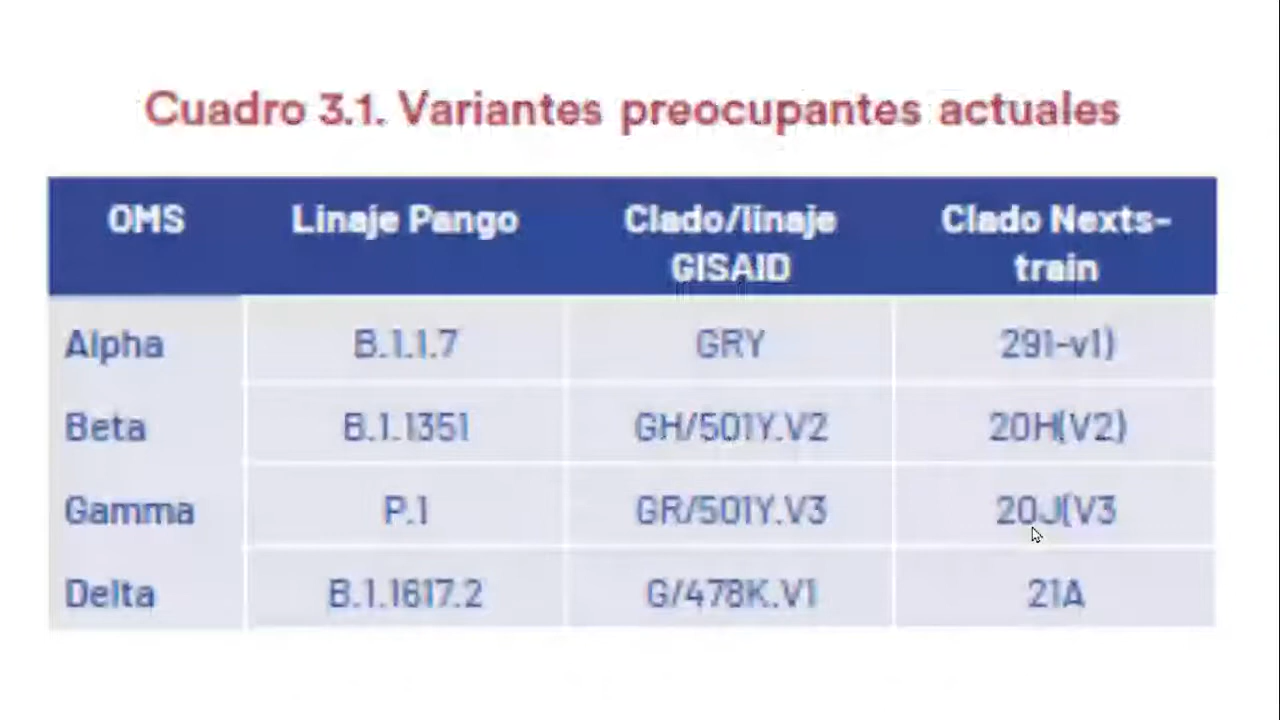 Cuadro 3.1. Variantes preocupantes actuales
OMS Linaje Pango Clado/linaje GISAID Clado Nexts-train
Alpha B.1.1.7 GRY 291-v1)
Beta B.1.1351 GH/501Y.V2 20H(V2)
Gamma P.1 GR/501Y.V3 20J(V3
Delta B.1.1617.2 G/478K.V1 21A